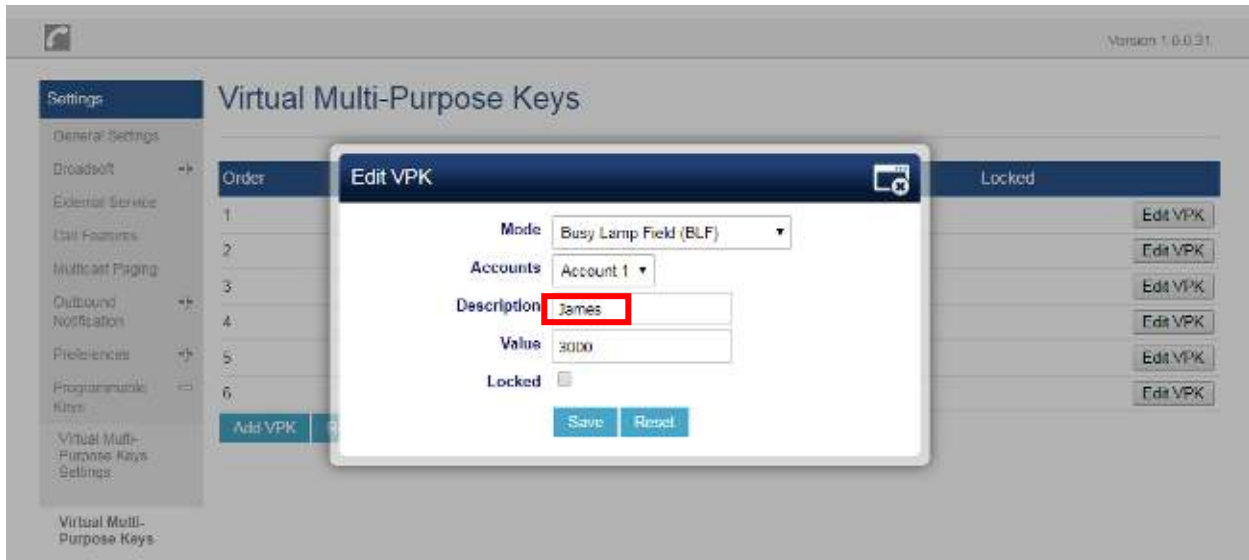 Version 1.0.0.31
Settings
Virtual Multi-Purpose Keys
General Settings
Broadsoft
External Service
Call Features
Multicast Paging
Outbound
Notification
Preferences
Programmable
Keys
Virtual Multi-
Purpose Keys
Settings
Virtual Multi-
Purpose Keys
Order
Locked
1
Edit VPK
2
Edit VPK
3
Edit VPK
4
Edit VPK
5
Edit VPK
6
Edit VPK
Add VPK
Edit VPK
Mode
Busy Lamp Field (BLF)
Accounts
Account 1
Description
James
Value
3000
Locked
Save
Reset